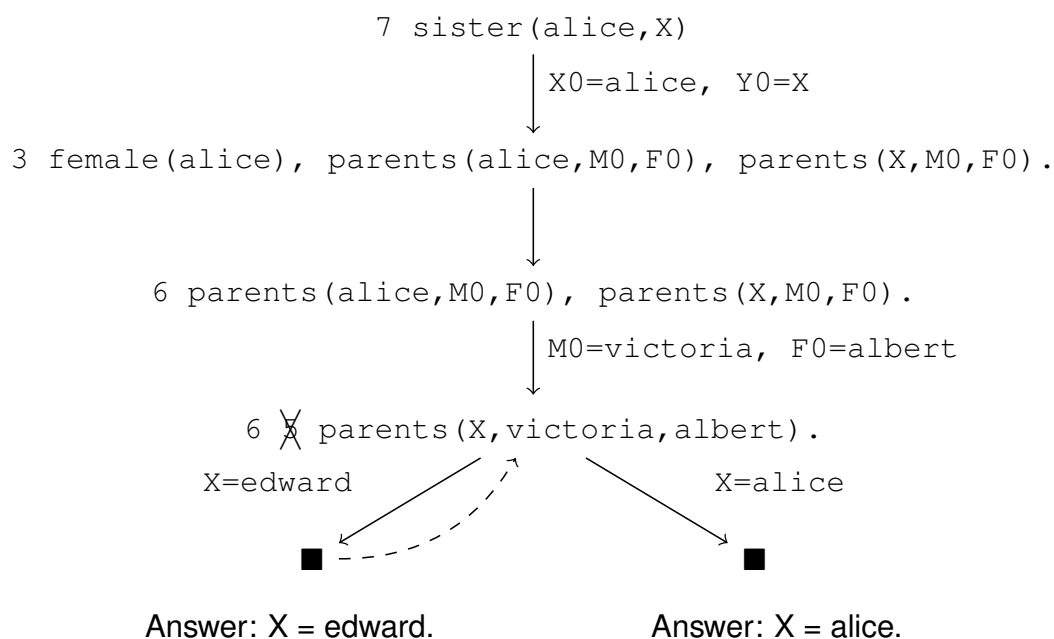 7 sister(alice,X)
X0=alice, Y0=X
3 female(alice), parents(alice,M0,F0), parents(X,M0,F0).
6 parents(alice,M0,F0), parents(X,M0,F0).
M0=victoria, F0=albert
6 5 parents(X,victoria,albert).
X=edward X=alice
Answer: X = edward. Answer: X = alice.